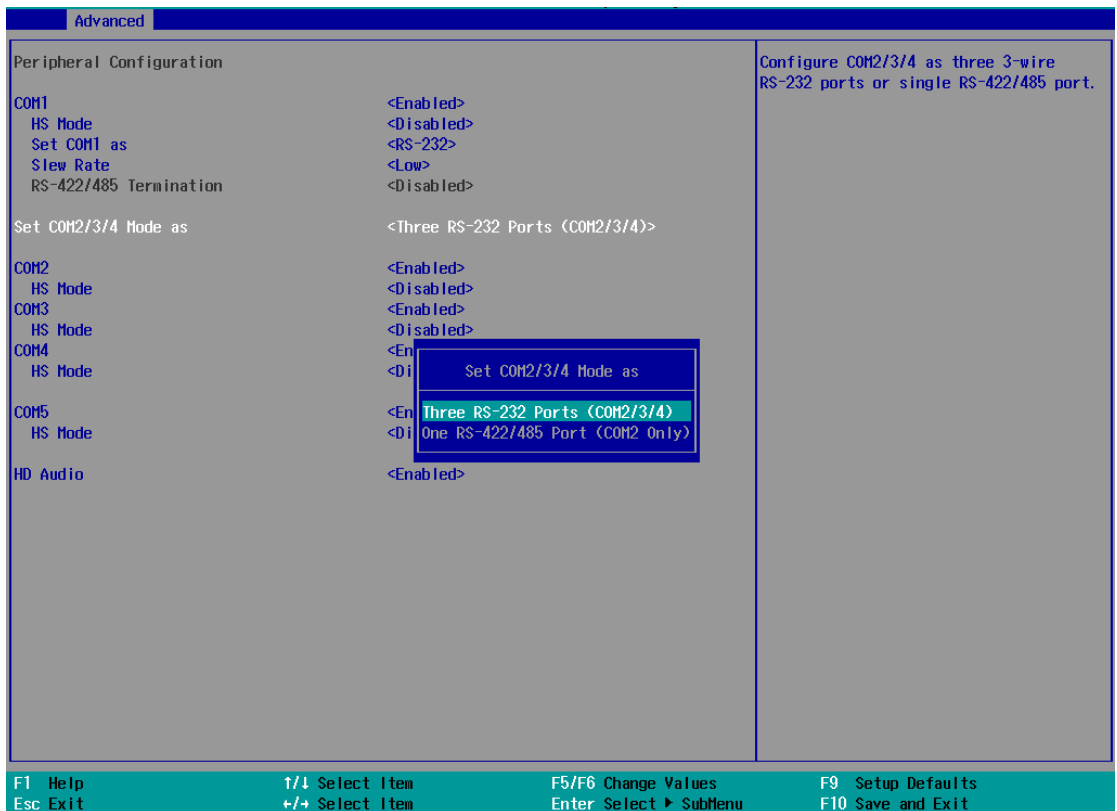 Advanced
Peripheral Configuration
Configure COM2/3/4 as three 3-wire
RS-232 ports or single RS-422/485 port.
COM1 <Enabled>
HS Mode <Disabled>
Set COM1 as <RS-232>
Slew Rate <Low>
RS-422/485 Termination <Disabled>
Set COM2/3/4 Mode as <Three RS-232 Ports (COM2/3/4)>
COM2 <Enabled>
HS Mode <Disabled>
COM3 <Enabled>
HS Mode <Disabled>
COM4 <En
HS Mode <Di
Set COM2/3/4 Mode as
COM5 <En
Three RS-232 Ports (COM2/3/4)
HS Mode <Di
One RS-422/485 Port (COM2 Only)
HD Audio <Enabled>
F1 Help ↑/↓ Select Item F5/F6 Change Values F9 Setup Defaults
Esc Exit ←/→ Select Item Enter Select ▶ SubMenu F10 Save and Exit